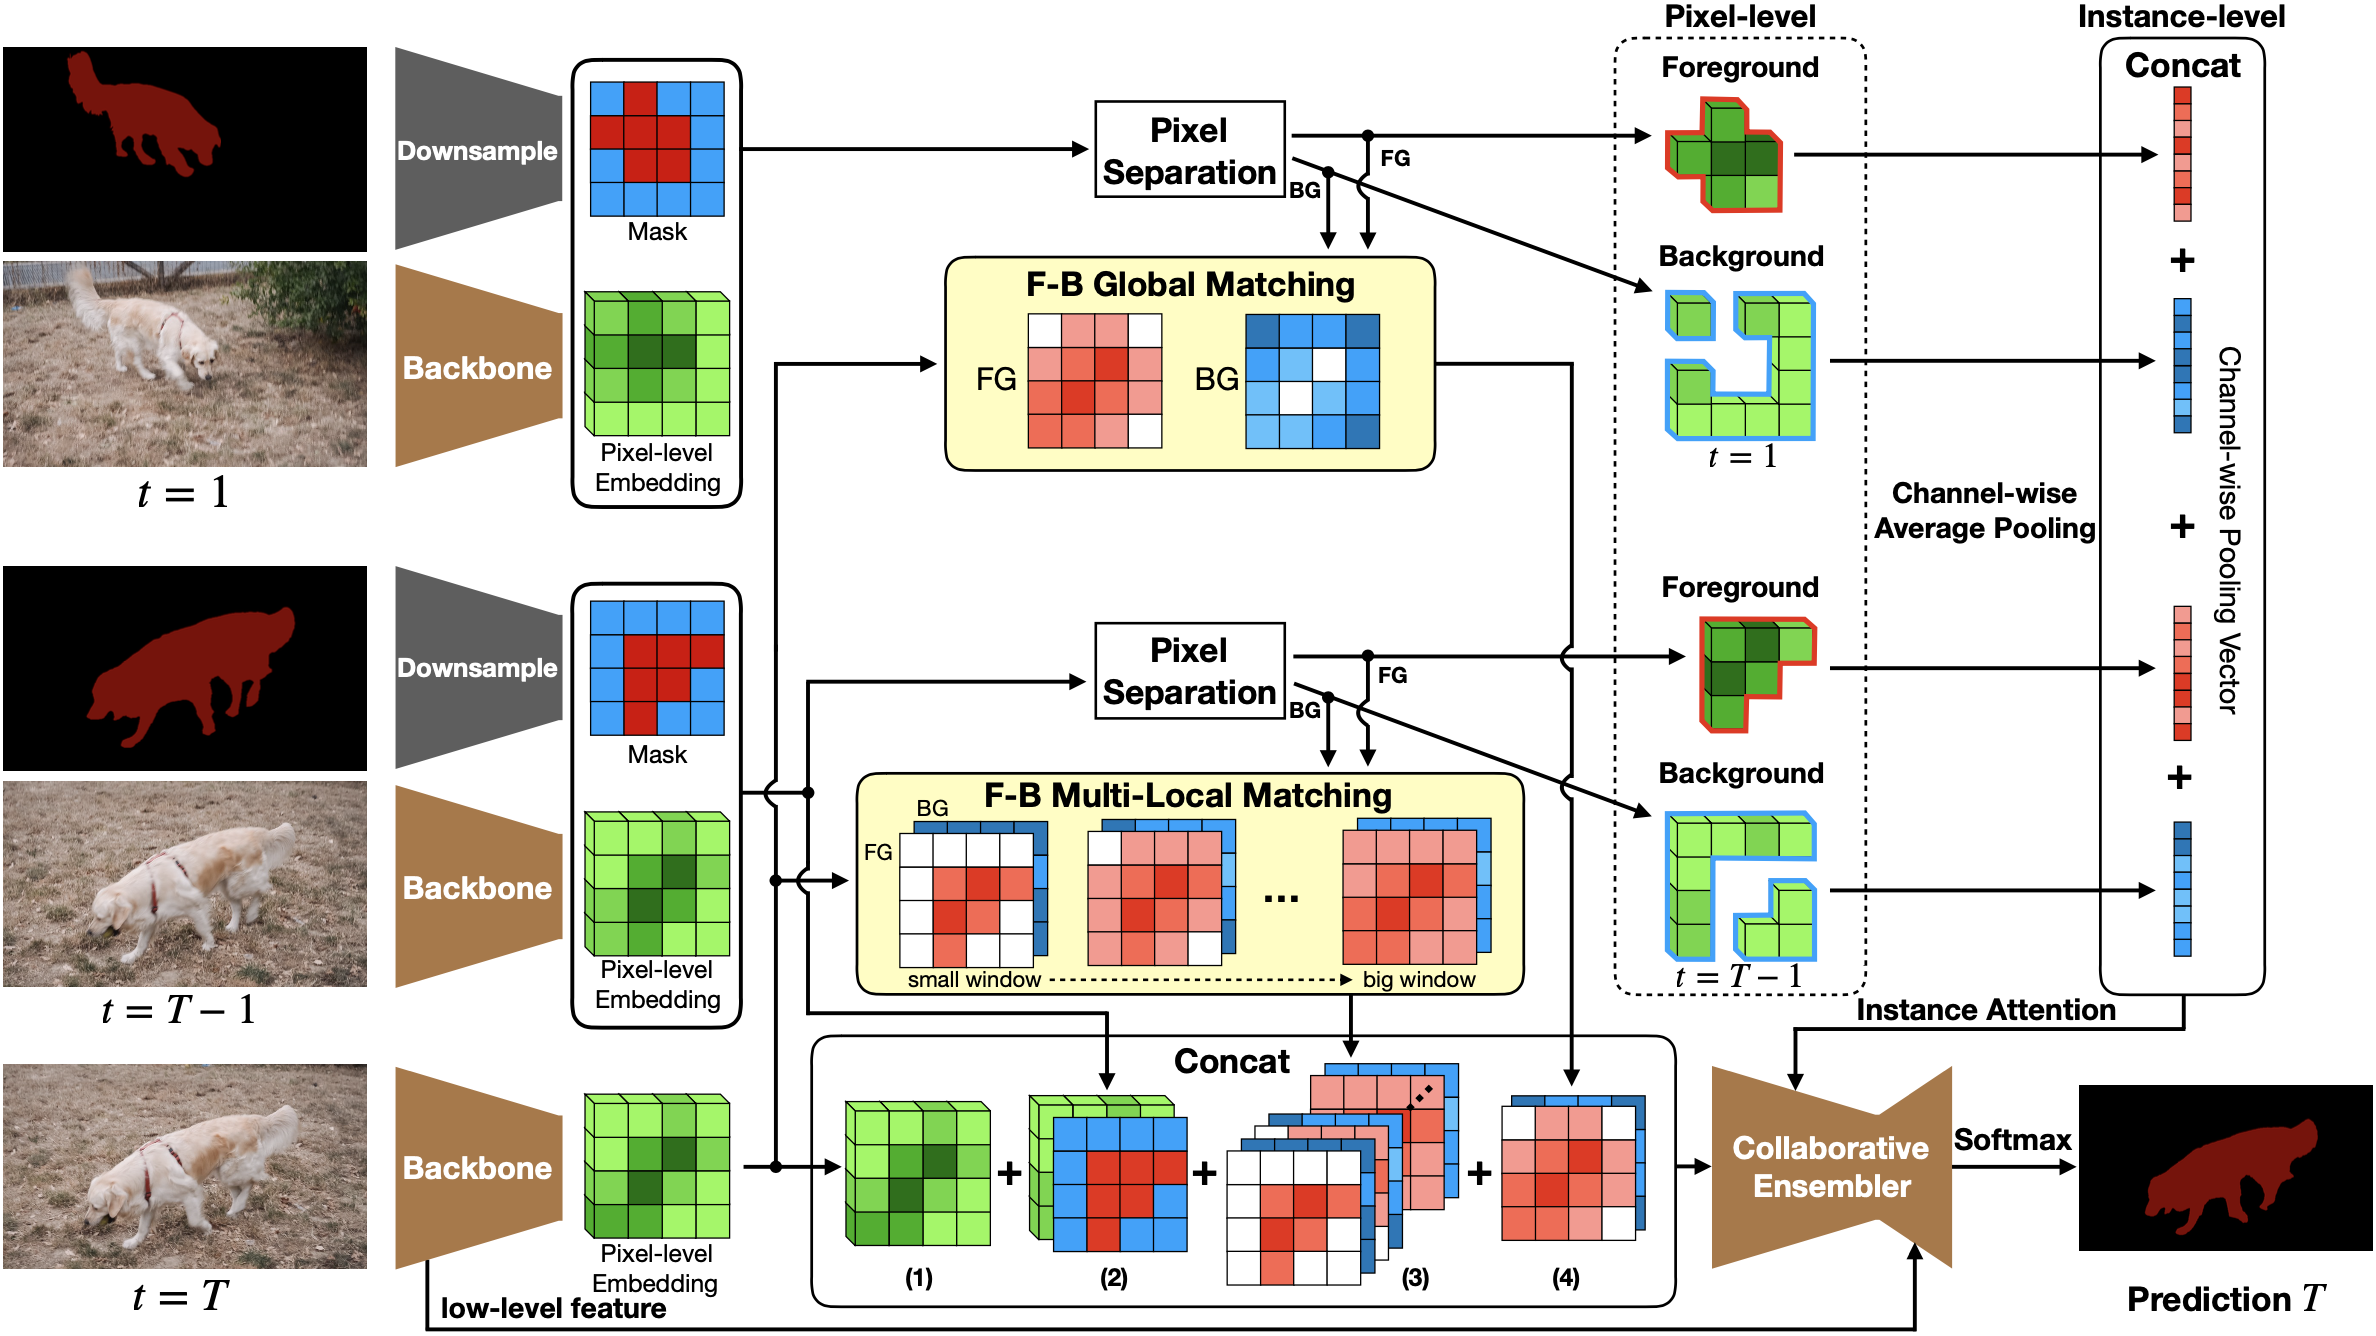 Pixel-level
Instance-level
Foreground
Concat
Downsample
Mask
Pixel
Separation
FG
BG
Background
F-B Global Matching
FG
BG
Backbone
Pixel-level
Embedding
t = 1
t = 1
Channel-wise
Average Pooling
Channel-wise Pooling Vector
+
+
+
Downsample
Mask
Pixel
Separation
FG
BG
Foreground
Background
F-B Multi-Local Matching
BG
FG
...
small window
big window
Backbone
Pixel-level
Embedding
t = T − 1
t = T − 1
Instance Attention
Concat
Backbone
Pixel-level
Embedding
+
+
+
(1)
(2)
(3)
(4)
Collaborative
Ensembler
Softmax
t = T
low-level feature
Prediction T